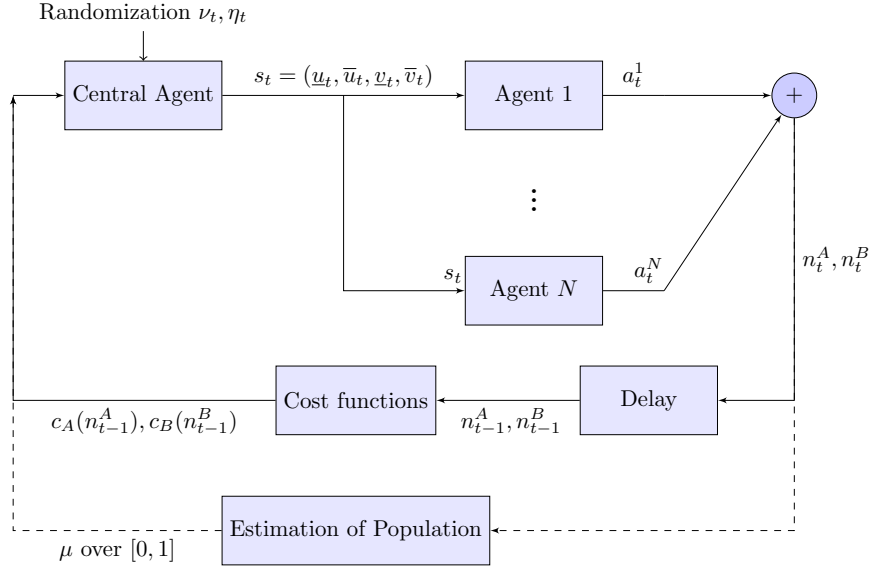 Randomization ν_t, η_t
Central Agent
s_t = (u̲_t, u̅_t, v̲_t, v̅_t)
Agent 1
a_t^1
+
⋮
s_t
Agent N
a_t^N
n_t^A, n_t^B
Cost functions
Delay
c_A(n_{t−1}^A), c_B(n_{t−1}^B)
n_{t−1}^A, n_{t−1}^B
Estimation of Population
μ over [0, 1]